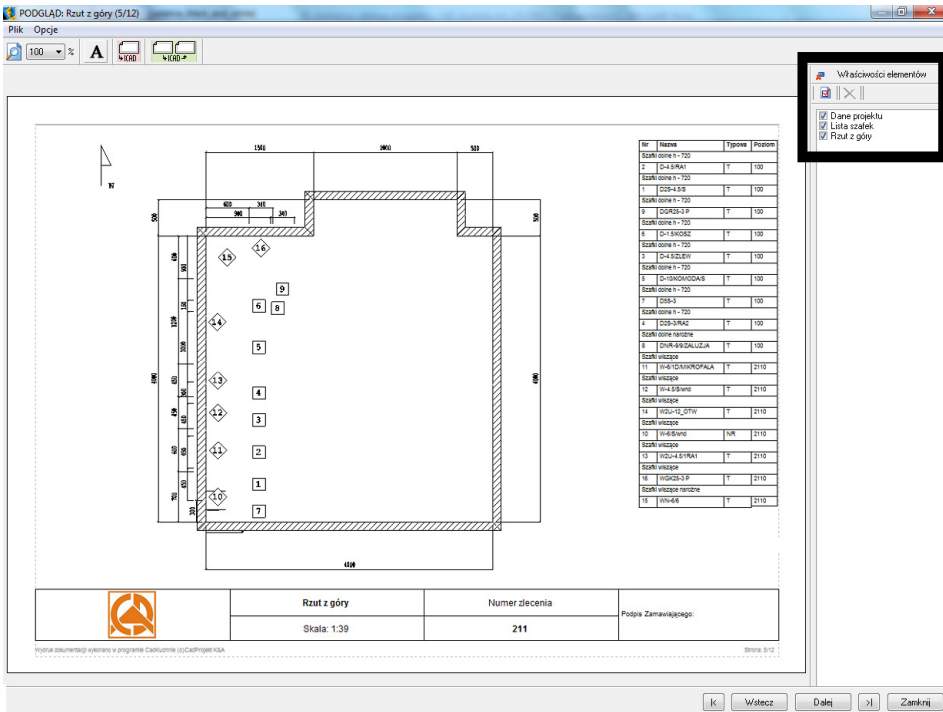 PODGLĄD: Rzut z góry (5/12)
Plik Opcje
100 % A ICAD ICAD
Właściwości elementów
Dane projektu
Lista szafek
Rzut z góry
Nr Nazwa Typowa Poziom
Szafki dolne h - 720
2 D-4.5/RA1 T 100
Szafki dolne h - 720
1 D2S-4.5/S T 100
Szafki dolne h - 720
9 DGR25-3 P T 100
Szafki dolne h - 720
6 D-1.5/KOSZ T 100
Szafki dolne h - 720
3 D-4.5/ZLEW T 100
Szafki dolne h - 720
5 D-10/KOMODA/S T 100
Szafki dolne h - 720
7 D5S-3 T 100
Szafki dolne h - 720
4 D2S-3/RA2 T 100
Szafki dolne narożne
8 DNR-9/9/ZALUZJA T 100
Szafki wiszące
11 W-6/1D/MIKROFALA T 2110
Szafki wiszące
12 W-4.5/S/wnd T 2110
Szafki wiszące
14 W2U-12_OTW T 2110
Szafki wiszące
10 W-6/S/wnd NR 2110
Szafki wiszące
13 W2U-4.5/1RA1 T 2110
Szafki wiszące
16 WGK25-3 P T 2110
Szafki wiszące narożne
15 WN-6/6 T 2110
1500 500
600 340
900 340
500 500
16
15
9
6 8
14
5
13
4
12
3
11
2
1
10
7
Rzut z góry Numer zlecenia Podpis Zamawiającego:
Skala: 1:39 211
Wydruk dokumentacji wykonano w programie CadKuchnie (c)CadProjekt K&A Strona: 5/12
Wstecz Dalej Zamknij